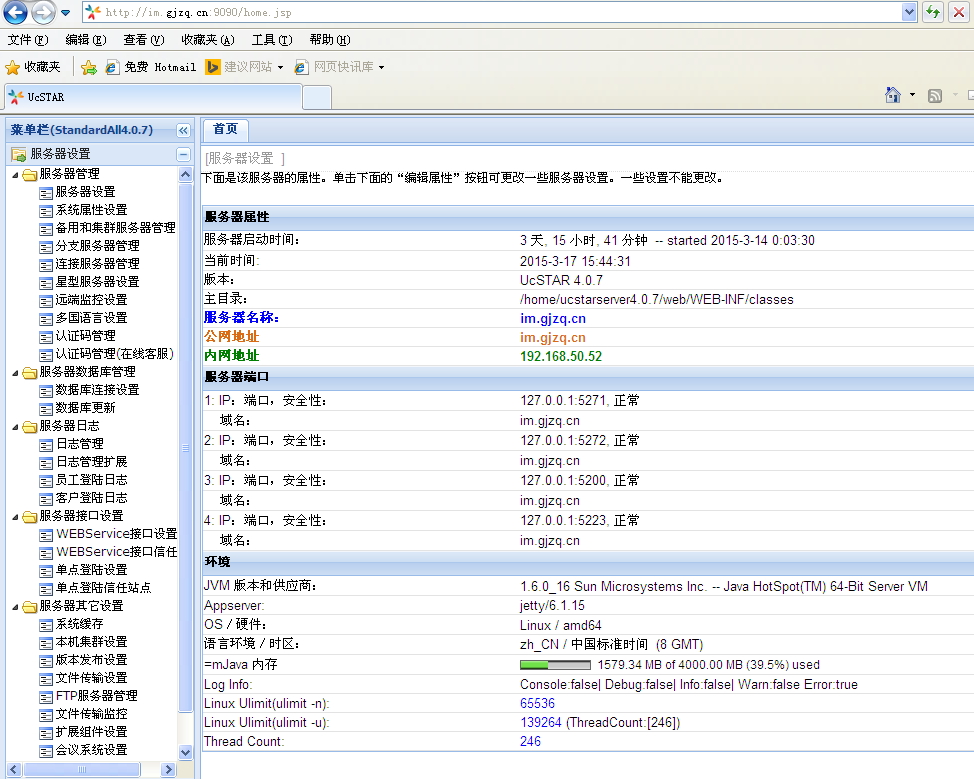 http://im.gjzq.cn:9090/home.jsp
文件(F) 编辑(E) 查看(V) 收藏夹(A) 工具(T) 帮助(H)
收藏夹 免费 Hotmail 建议网站 网页快讯库
UcSTAR
菜单栏(StandardAll4.0.7)
服务器设置
服务器管理
服务器设置
系统属性设置
备用和集群服务器管理
分支服务器管理
连接服务器管理
星型服务器设置
远端监控设置
多国语言设置
认证码管理
认证码管理(在线客服)
服务器数据库管理
数据库连接设置
数据库更新
服务器日志
日志管理
日志管理扩展
员工登陆日志
客户登陆日志
服务器接口设置
WEBService接口设置
WEBService接口信任
单点登陆设置
单点登陆信任站点
服务器其它设置
系统缓存
本机集群设置
版本发布设置
文件传输设置
FTP服务器管理
文件传输监控
扩展组件设置
会议系统设置
首页
[服务器设置 ]
下面是该服务器的属性。单击下面的“编辑属性”按钮可更改一些服务器设置。一些设置不能更改。
服务器属性
服务器启动时间: 3 天, 15 小时, 41 分钟 -- started 2015-3-14 0:03:30
当前时间: 2015-3-17 15:44:31
版本: UcSTAR 4.0.7
主目录: /home/ucstarserver4.0.7/web/WEB-INF/classes
服务器名称: im.gjzq.cn
公网地址 im.gjzq.cn
内网地址 192.168.50.52
服务器端口
1: IP: 端口, 安全性: 127.0.0.1:5271, 正常
域名: im.gjzq.cn
2: IP: 端口, 安全性: 127.0.0.1:5272, 正常
域名: im.gjzq.cn
3: IP: 端口, 安全性: 127.0.0.1:5200, 正常
域名: im.gjzq.cn
4: IP: 端口, 安全性: 127.0.0.1:5223, 正常
域名: im.gjzq.cn
环境
JVM 版本和供应商: 1.6.0_16 Sun Microsystems Inc. -- Java HotSpot(TM) 64-Bit Server VM
Appserver: jetty/6.1.15
OS / 硬件: Linux / amd64
语言环境 / 时区: zh_CN / 中国标准时间 (8 GMT)
=mJava 内存 1579.34 MB of 4000.00 MB (39.5%) used
Log Info: Console:false| Debug:false| Info:false| Warn:false Error:true
Linux Ulimit(ulimit -n): 65536
Linux Ulimit(ulimit -u): 139264 (ThreadCount:[246])
Thread Count: 246